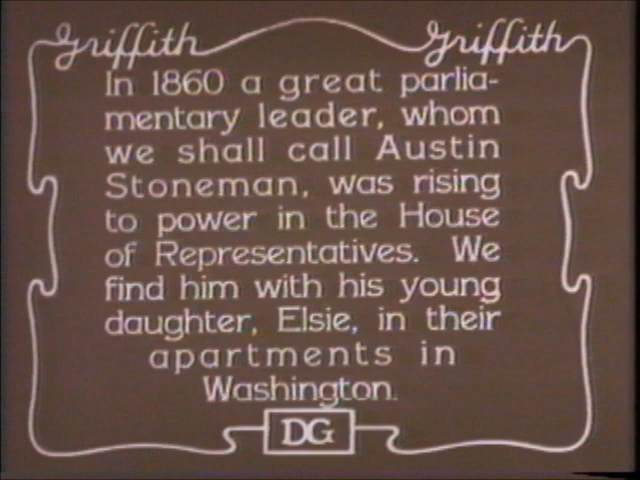 Griffith Griffith
In 1860 a great parlia-
mentary leader, whom
we shall call Austin
Stoneman, was rising
to power in the House
of Representatives. We
find him with his young
daughter, Elsie, in their
apartments in
Washington.
DG